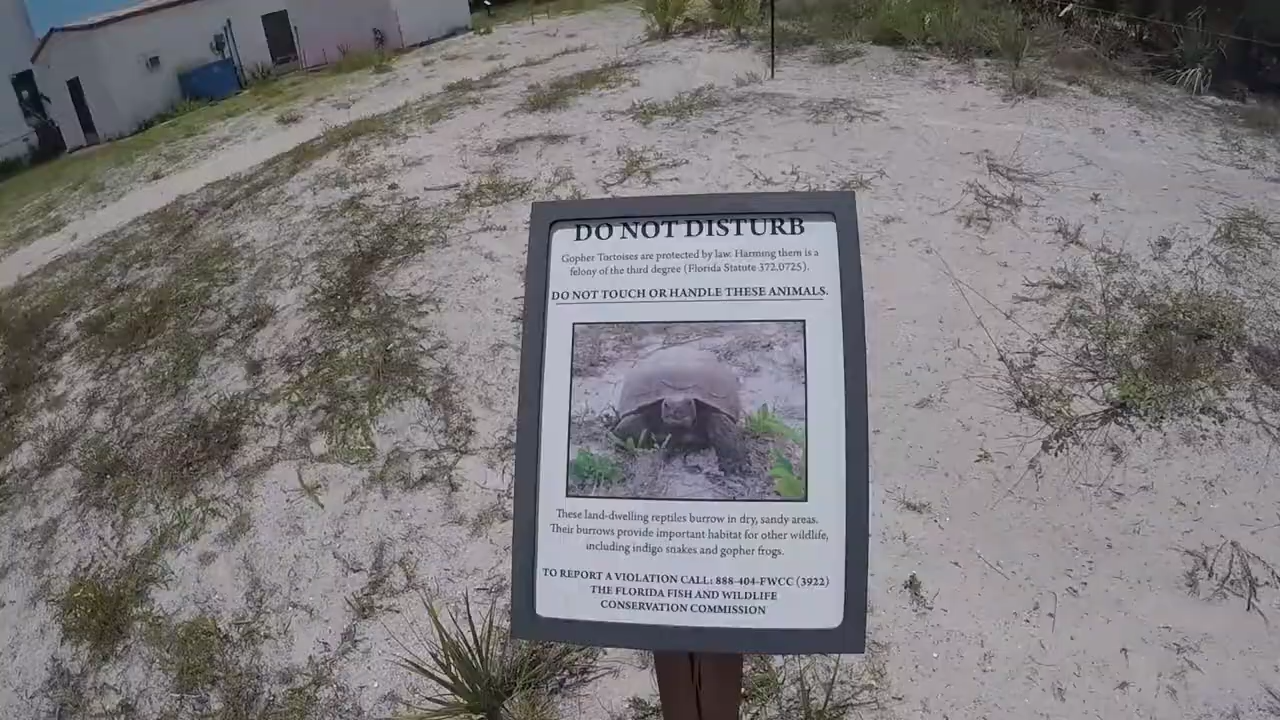 DO NOT DISTURB
Gopher Tortoises are protected by law. Harming them is a
felony of the third degree (Florida Statute 372.0725).
DO NOT TOUCH OR HANDLE THESE ANIMALS.
These land-dwelling reptiles burrow in dry, sandy areas.
Their burrows provide important habitat for other wildlife,
including indigo snakes and gopher frogs.
TO REPORT A VIOLATION CALL: 888-404-FWCC (3922)
THE FLORIDA FISH AND WILDLIFE
CONSERVATION COMMISSION